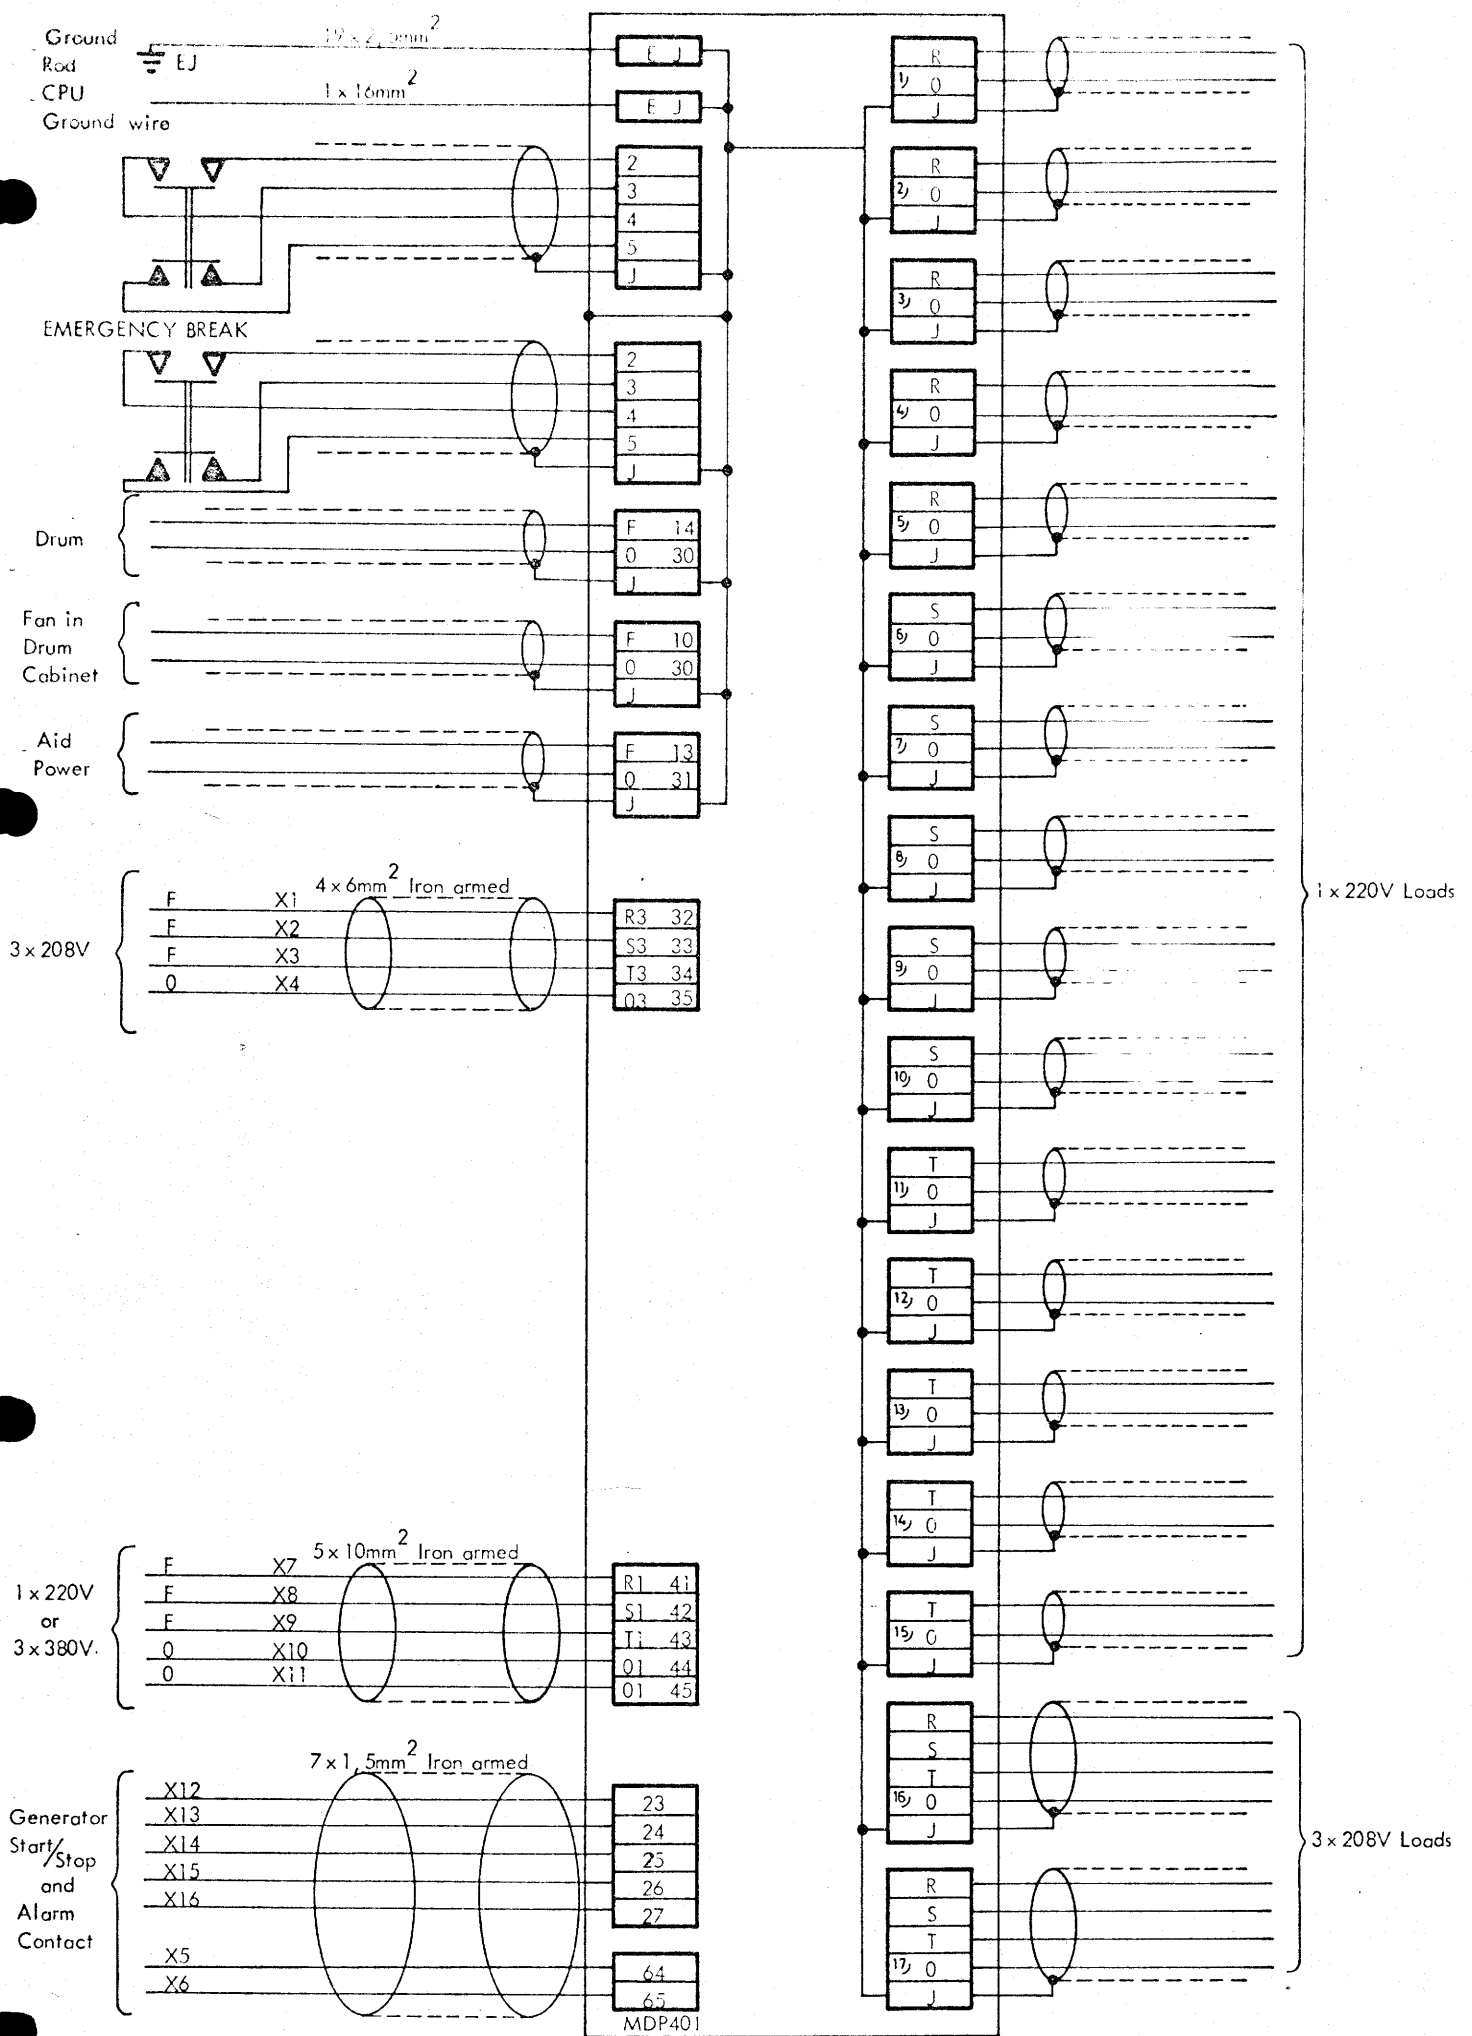 Ground
Rod
EJ
19 x 2,5mm²
E J
CPU
Ground wire
1 x 16mm²
E J
2
3
4
5
J
EMERGENCY BREAK
2
3
4
5
J
Drum
F 14
0 30
J
Fan in
Drum
Cabinet
F 10
0 30
J
Aid
Power
F 13
0 31
J
3 x 208V
4 x 6mm² Iron armed
F X1
F X2
F X3
0 X4
R3 32
S3 33
T3 34
03 35
1 x 220V
or
3 x 380V.
5 x 10mm² Iron armed
F X7
F X8
F X9
0 X10
0 X11
R1 41
S1 42
T1 43
01 44
01 45
Generator
Start/Stop
and
Alarm
Contact
7 x 1,5mm² Iron armed
X12
X13
X14
X15
X16
X5
X6
23
24
25
26
27
64
65
MDP401
R
1) 0
J
R
2) 0
J
R
3) 0
J
R
4) 0
J
R
5) 0
J
S
6) 0
J
S
7) 0
J
S
8) 0
J
S
9) 0
J
S
10) 0
J
T
11) 0
J
T
12) 0
J
T
13) 0
J
T
14) 0
J
T
15) 0
J
1 x 220V Loads
R
S
T
16) 0
J
R
S
T
17) 0
J
3 x 208V Loads